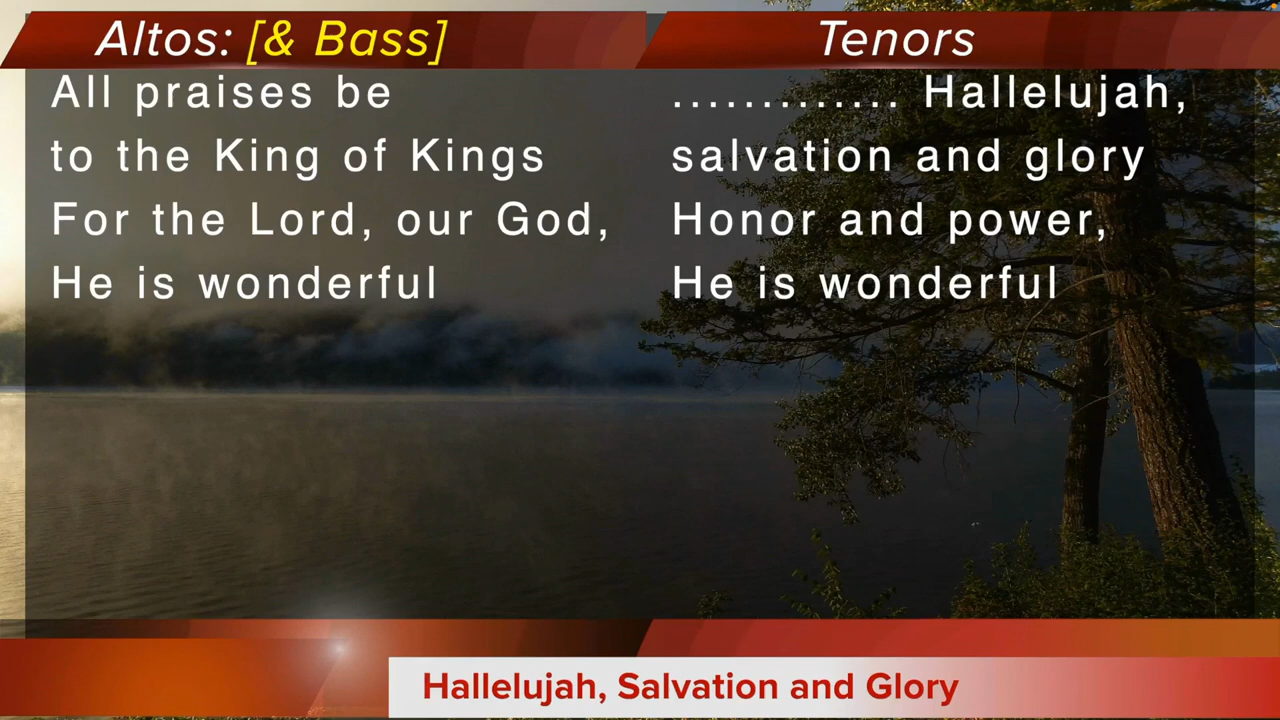 Altos: [& Bass]
All praises be
to the King of Kings
For the Lord, our God,
He is wonderful
Tenors
............. Hallelujah,
salvation and glory
Honor and power,
He is wonderful
Hallelujah, Salvation and Glory